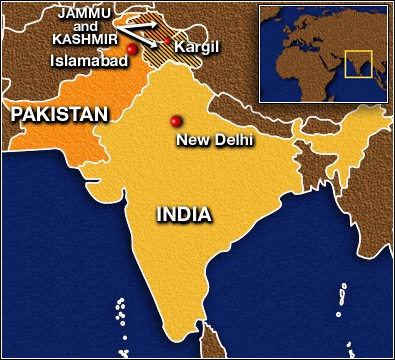 JAMMU
and
KASHMIR
Kargil
Islamabad
PAKISTAN
New Delhi
INDIA